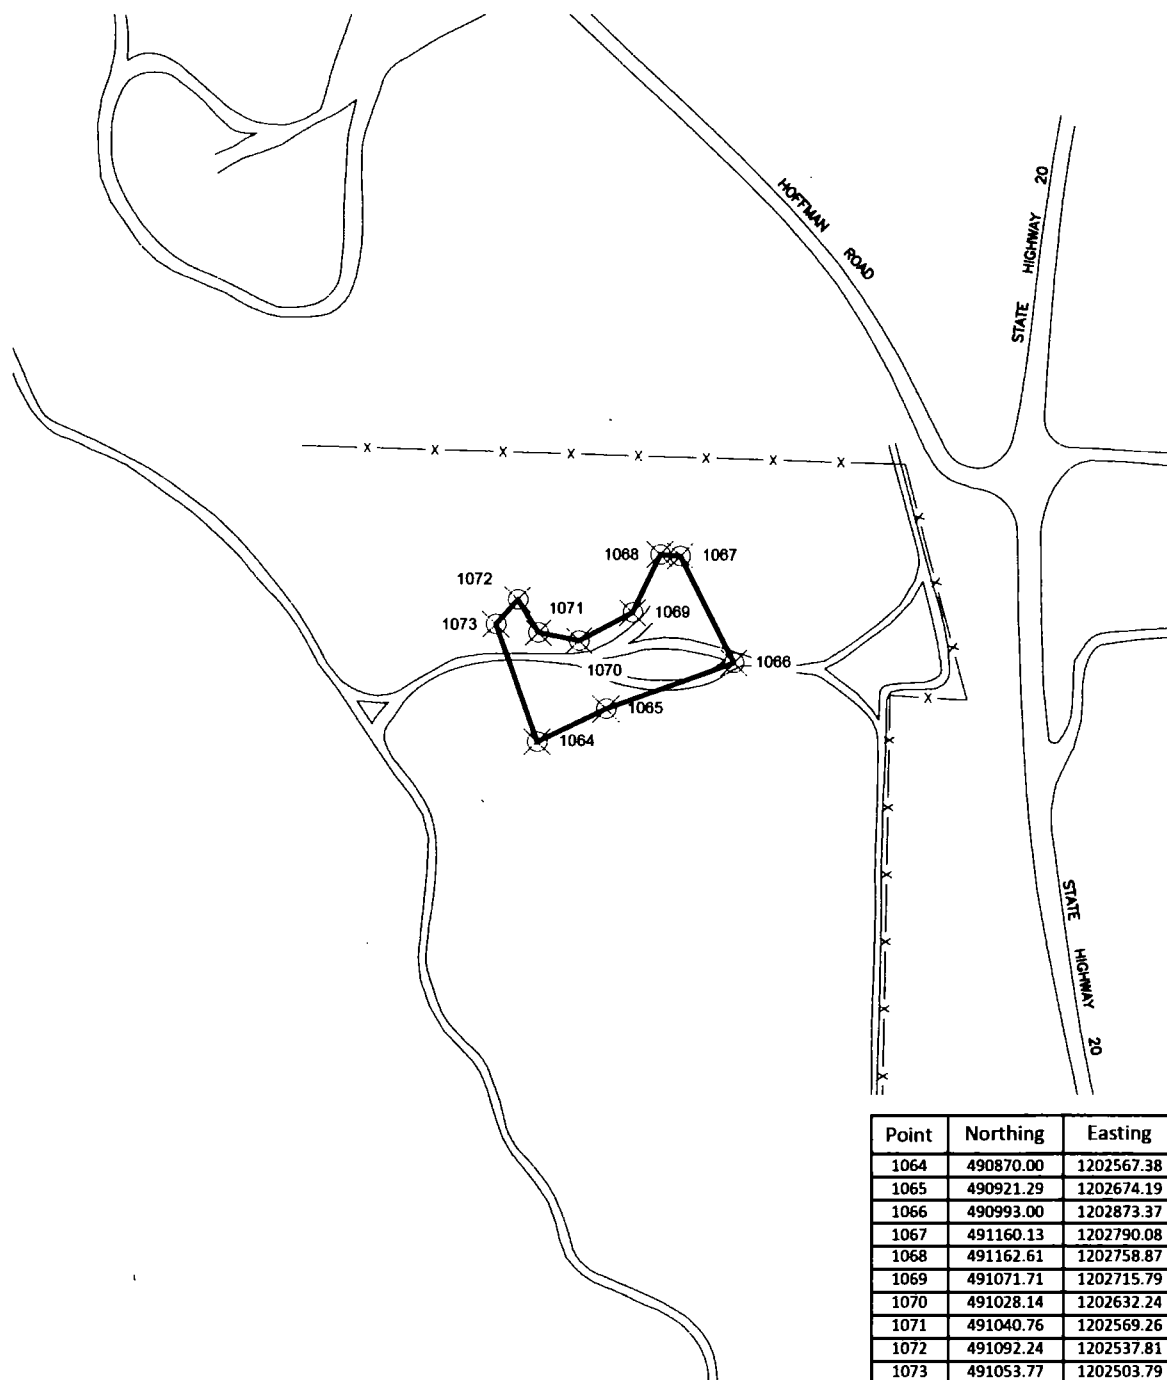 HOFFMAN ROAD
STATE HIGHWAY 20
X X X X X X X X
X
X
X
X
1068
1067
1072
1071
1069
1073
1070
1066
1065
1064
X
X
X
X
X
X
STATE HIGHWAY 20
Point Northing Easting
1064 490870.00 1202567.38
1065 490921.29 1202674.19
1066 490993.00 1202873.37
1067 491160.13 1202790.08
1068 491162.61 1202758.87
1069 491071.71 1202715.79
1070 491028.14 1202632.24
1071 491040.76 1202569.26
1072 491092.24 1202537.81
1073 491053.77 1202503.79